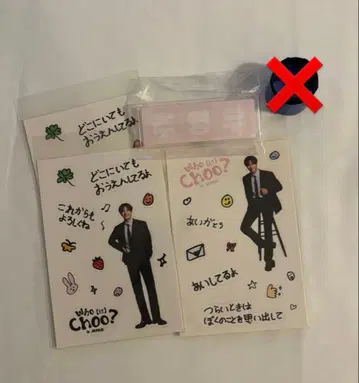 どこにいても
おうえんしてるよ
どこにいても
おうえんしてるよ
これからも
よろしくね
Who (is)
Choo?
Who (is)
Choo?
ありがとう
あいしてるよ
つらいときは
ぼくのことを思い出して